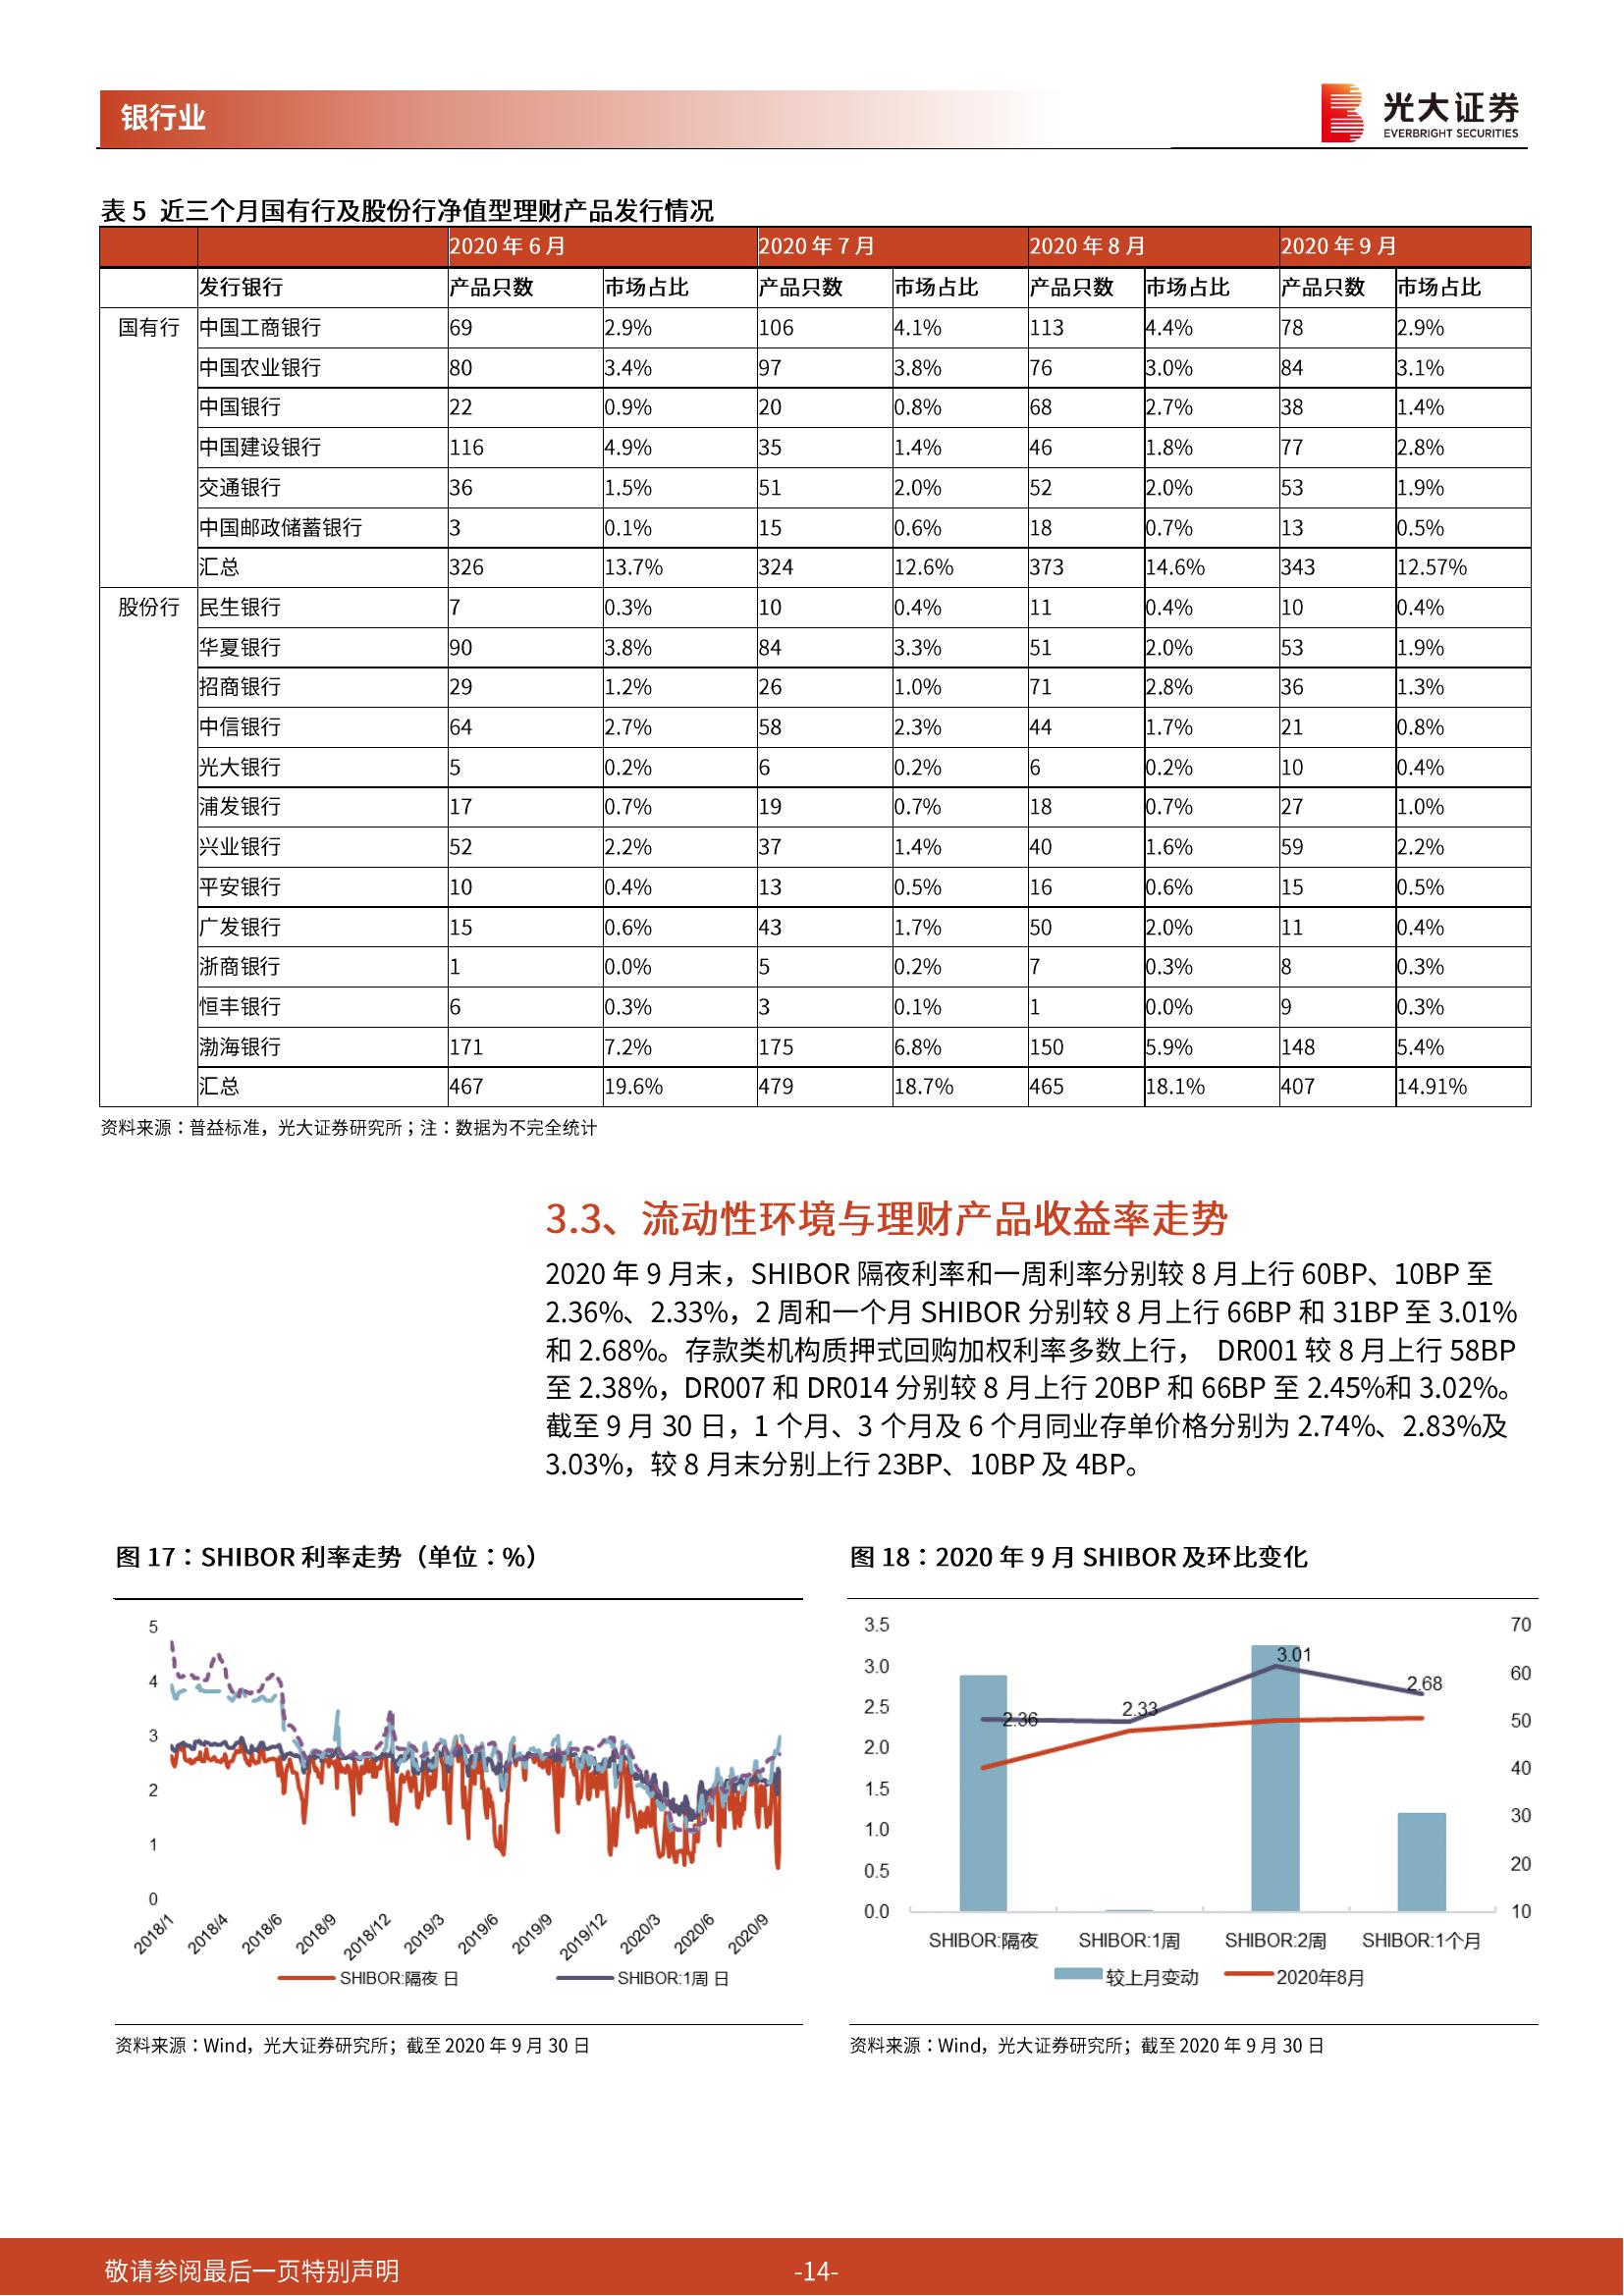 银行业
光大证券
EVERBRIGHT SECURITIES
表 5 近三个月国有行及股份行净值型理财产品发行情况
2020 年 6 月 2020 年 7 月 2020 年 8 月 2020 年 9 月
发行银行 产品只数 市场占比 产品只数 市场占比 产品只数 市场占比 产品只数 市场占比
国有行 中国工商银行 69 2.9% 106 4.1% 113 4.4% 78 2.9%
中国农业银行 80 3.4% 97 3.8% 76 3.0% 84 3.1%
中国银行 22 0.9% 20 0.8% 68 2.7% 38 1.4%
中国建设银行 116 4.9% 35 1.4% 46 1.8% 77 2.8%
交通银行 36 1.5% 51 2.0% 52 2.0% 53 1.9%
中国邮政储蓄银行 3 0.1% 15 0.6% 18 0.7% 13 0.5%
汇总 326 13.7% 324 12.6% 373 14.6% 343 12.57%
股份行 民生银行 7 0.3% 10 0.4% 11 0.4% 10 0.4%
华夏银行 90 3.8% 84 3.3% 51 2.0% 53 1.9%
招商银行 29 1.2% 26 1.0% 71 2.8% 36 1.3%
中信银行 64 2.7% 58 2.3% 44 1.7% 21 0.8%
光大银行 5 0.2% 6 0.2% 6 0.2% 10 0.4%
浦发银行 17 0.7% 19 0.7% 18 0.7% 27 1.0%
兴业银行 52 2.2% 37 1.4% 40 1.6% 59 2.2%
平安银行 10 0.4% 13 0.5% 16 0.6% 15 0.5%
广发银行 15 0.6% 43 1.7% 50 2.0% 11 0.4%
浙商银行 1 0.0% 5 0.2% 7 0.3% 8 0.3%
恒丰银行 6 0.3% 3 0.1% 1 0.0% 9 0.3%
渤海银行 171 7.2% 175 6.8% 150 5.9% 148 5.4%
汇总 467 19.6% 479 18.7% 465 18.1% 407 14.91%
资料来源：普益标准，光大证券研究所；注：数据为不完全统计
3.3、流动性环境与理财产品收益率走势
2020 年 9 月末，SHIBOR 隔夜利率和一周利率分别较 8 月上行 60BP、10BP 至
2.36%、2.33%，2 周和一个月 SHIBOR 分别较 8 月上行 66BP 和 31BP 至 3.01%
和 2.68%。存款类机构质押式回购加权利率多数上行， DR001 较 8 月上行 58BP
至 2.38%，DR007 和 DR014 分别较 8 月上行 20BP 和 66BP 至 2.45%和 3.02%。
截至 9 月 30 日，1 个月、3 个月及 6 个月同业存单价格分别为 2.74%、2.83%及
3.03%，较 8 月末分别上行 23BP、10BP 及 4BP。
图 17：SHIBOR 利率走势（单位：%）
5
4
3
2
1
0
2018/1 2018/4 2018/6 2018/9 2018/12 2019/3 2019/6 2019/9 2019/12 2020/3 2020/6 2020/9
SHIBOR:隔夜 日 SHIBOR:1周 日
资料来源：Wind，光大证券研究所；截至 2020 年 9 月 30 日
图 18：2020 年 9 月 SHIBOR 及环比变化
3.5 70
3.0 60
2.5 50
2.0 40
1.5 30
1.0 20
0.5 10
0.0
2.36 2.33 3.01 2.68
SHIBOR:隔夜 SHIBOR:1周 SHIBOR:2周 SHIBOR:1个月
较上月变动 2020年8月
资料来源：Wind，光大证券研究所；截至 2020 年 9 月 30 日
敬请参阅最后一页特别声明 -14-